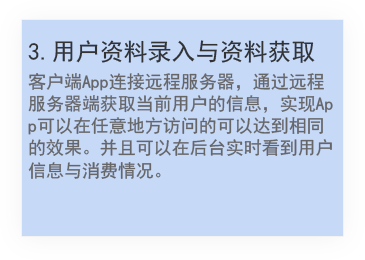 3.用户资料录入与资料获取
客户端App连接远程服务器，通过远程
服务器端获取当前用户的信息，实现Ap
p可以在任意地方访问的可以达到相同
的效果。并且可以在后台实时看到用户
信息与消费情况。